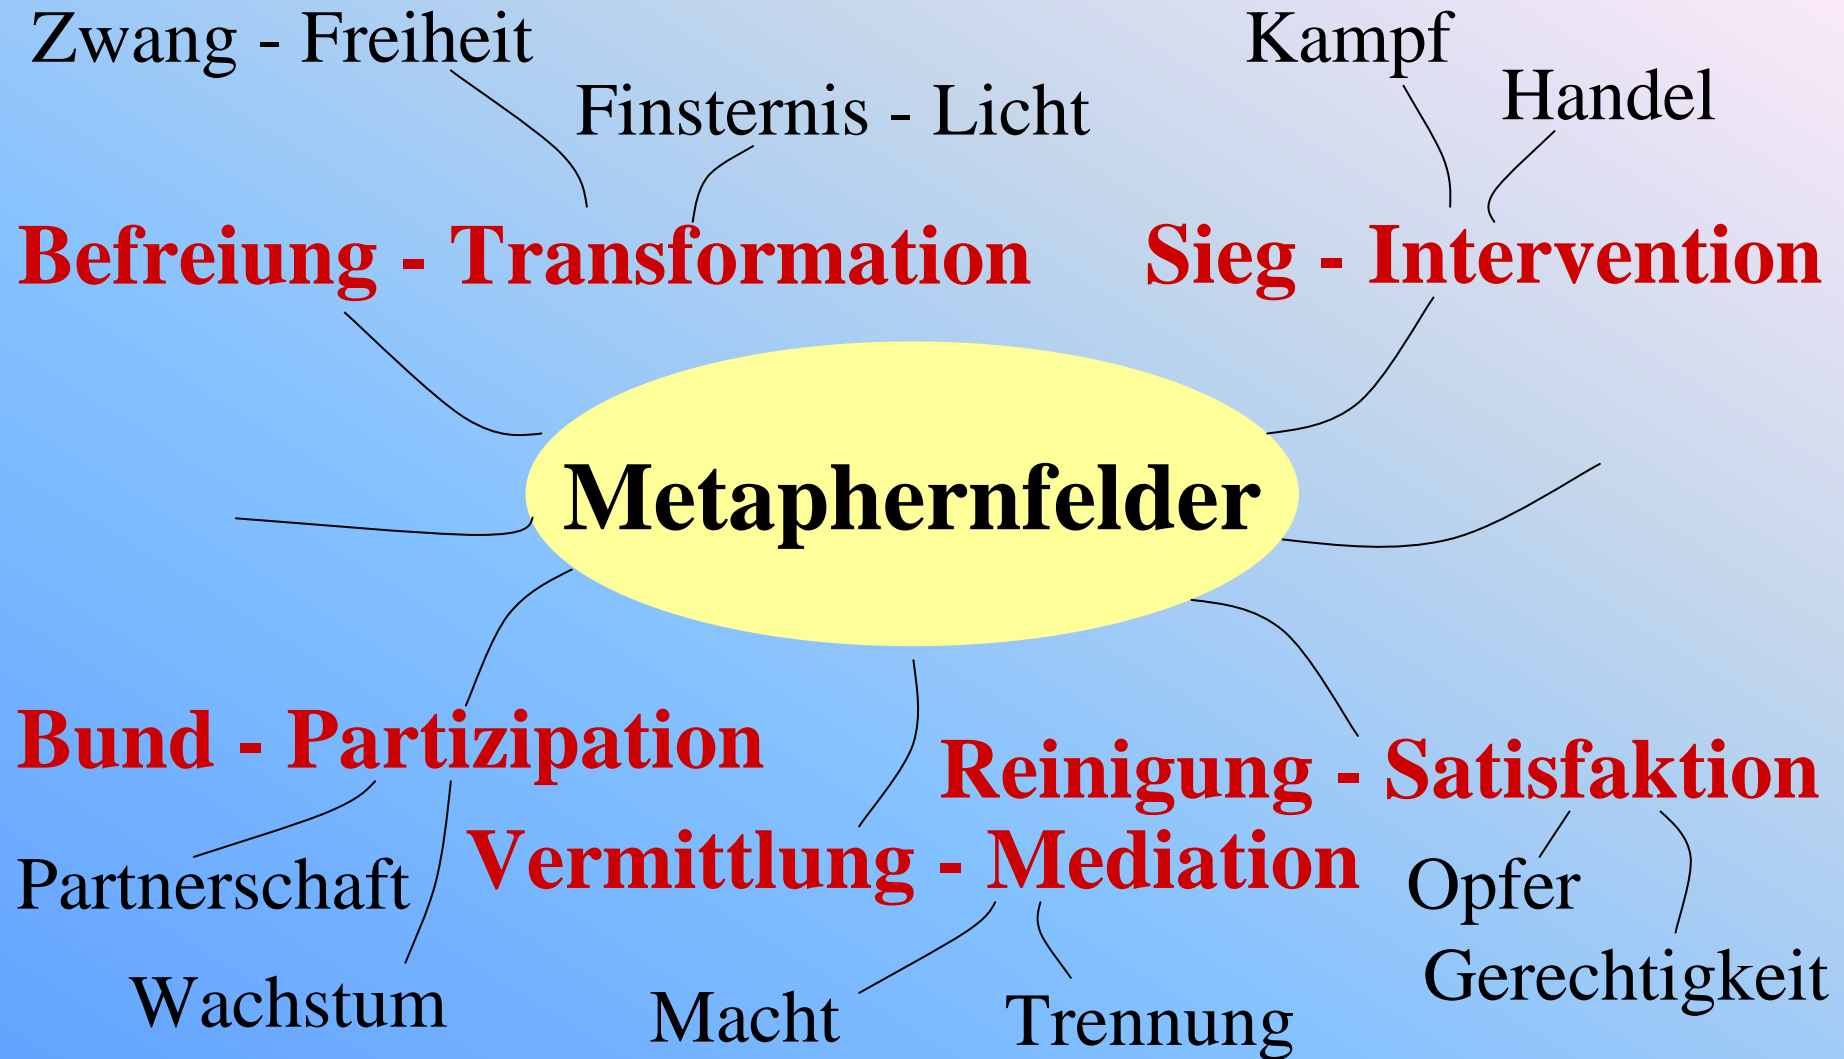 Zwang - Freiheit
Kampf
Handel
Finsternis - Licht
Befreiung - Transformation
Sieg - Intervention
Metaphernfelder
Bund - Partizipation
Reinigung - Satisfaktion
Vermittlung - Mediation
Partnerschaft
Opfer
Gerechtigkeit
Wachstum
Macht
Trennung